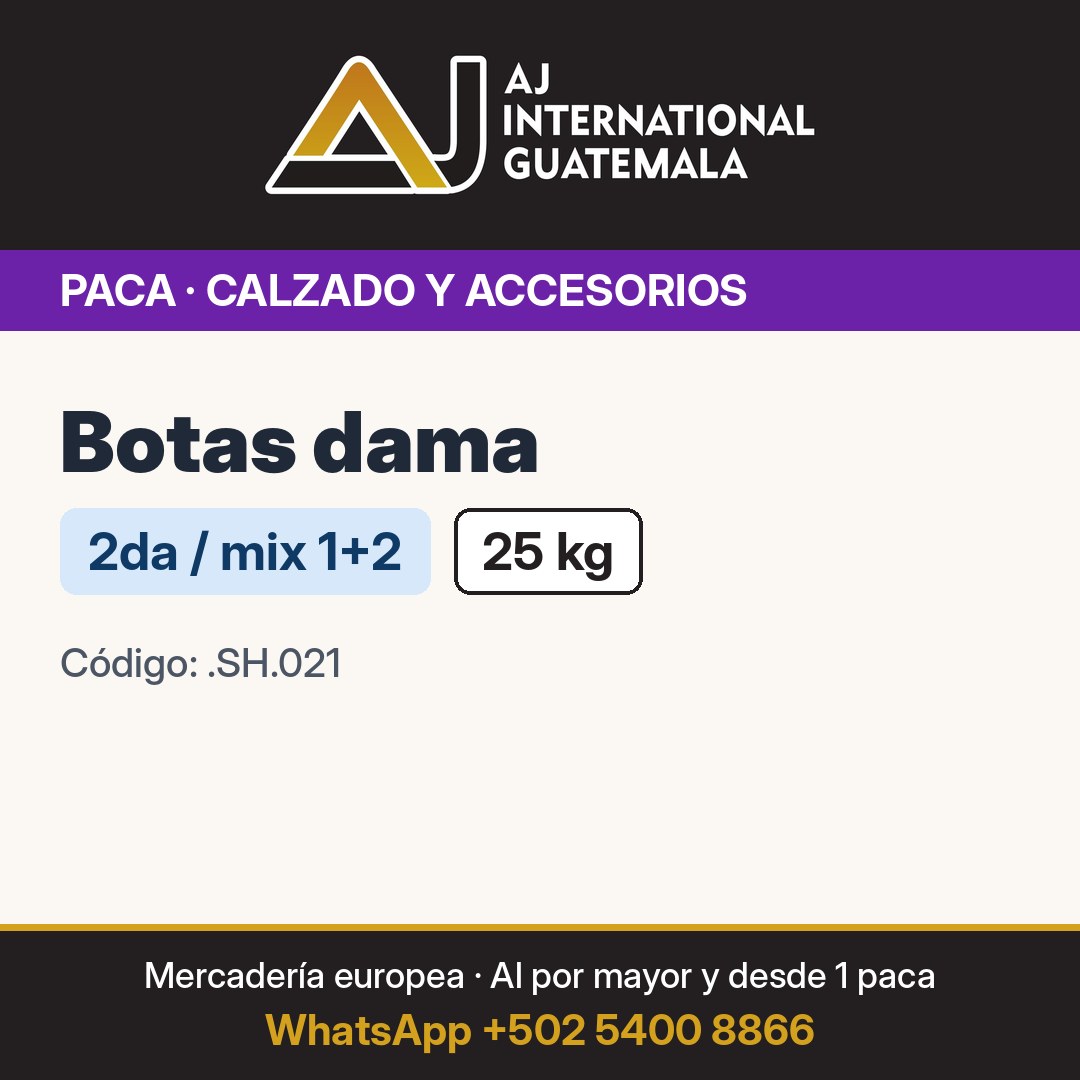 AJ
INTERNATIONAL
GUATEMALA
PACA · CALZADO Y ACCESORIOS
Botas dama
2da / mix 1+2
25 kg
Código: .SH.021
Mercadería europea · Al por mayor y desde 1 paca
WhatsApp +502 5400 8866